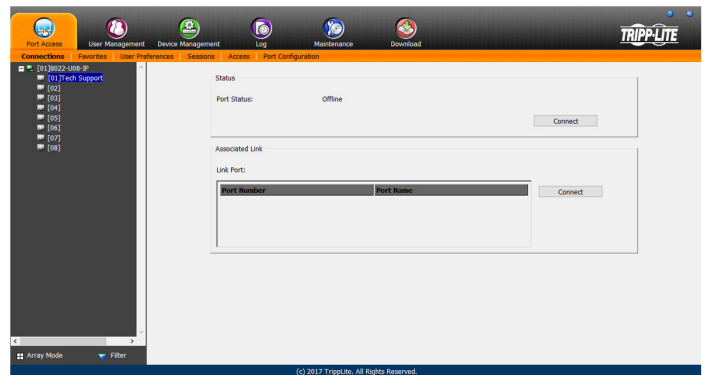 TRIPP·LITE
Port Access User Management Device Management Log Maintenance Download
Connections Favorites User Preferences Sessions Access Port Configuration
[01]B022-U08-IP
[01]Tech Support
[02]
[03]
[04]
[05]
[06]
[07]
[08]
Status
Port Status: Offline
Connect
Associated Link
Link Port:
Port Number Port Name
Connect
Array Mode Filter
(c) 2017 TrippLite. All Rights Reserved.